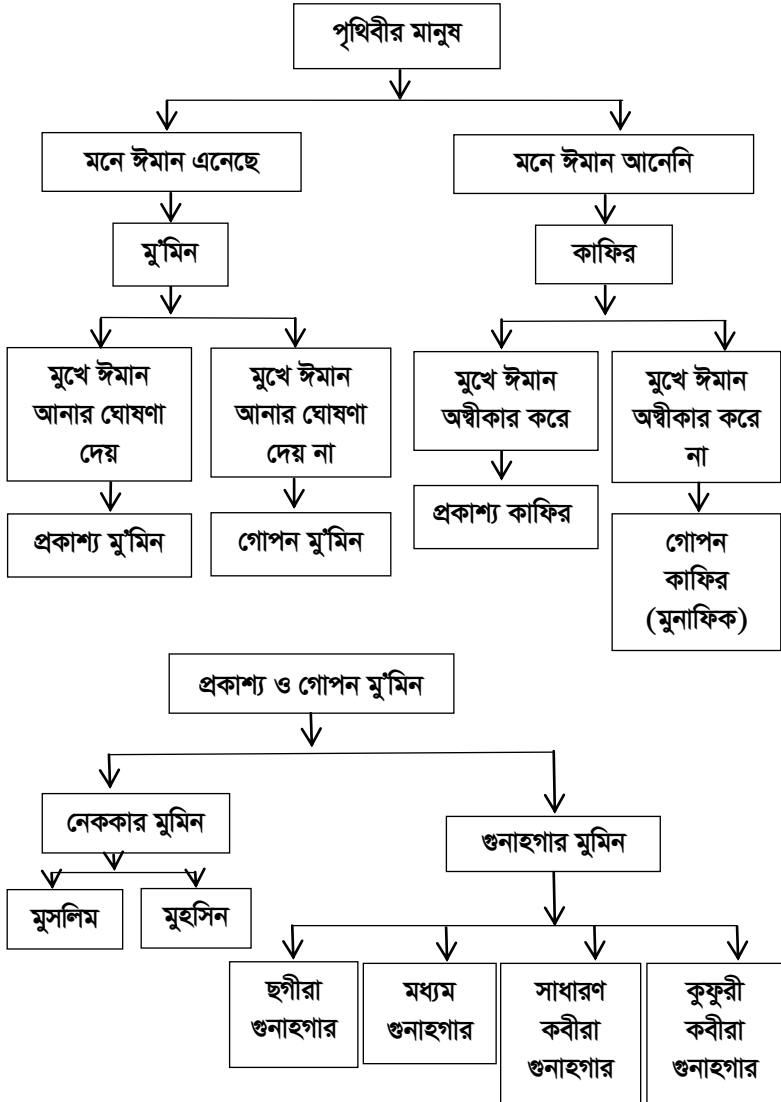 পৃথিবীর মানুষ
মনে ঈমান এনেছে
মনে ঈমান আনেনি
মু'মিন
কাফির
মুখে ঈমান
আনার ঘোষণা
দেয়
মুখে ঈমান
আনার ঘোষণা
দেয় না
মুখে ঈমান
অস্বীকার করে
মুখে ঈমান
অস্বীকার করে
না
প্রকাশ্য মু'মিন
গোপন মু'মিন
প্রকাশ্য কাফির
গোপন
কাফির
(মুনাফিক)
প্রকাশ্য ও গোপন মু'মিন
নেককার মুমিন
গুনাহগার মুমিন
মুসলিম
মুহসিন
ছগীরা
গুনাহগার
মধ্যম
গুনাহগার
সাধারণ
কবীরা
গুনাহগার
কুফুরী
কবীরা
গুনাহগার